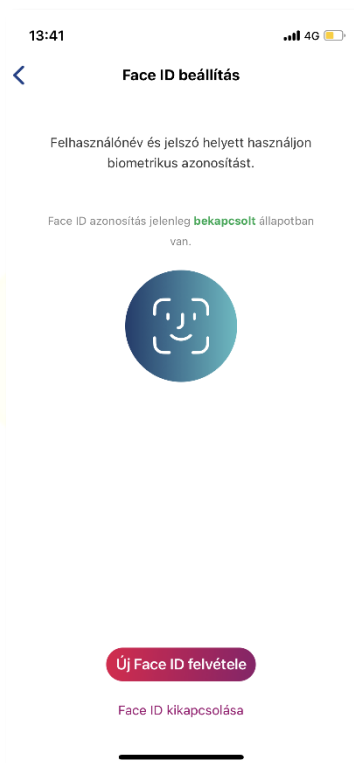 13:41
4G
Face ID beállítás
Felhasználónév és jelszó helyett használjon
biometrikus azonosítást.
Face ID azonosítás jelenleg bekapcsolt állapotban
van.
Új Face ID felvétele
Face ID kikapcsolása